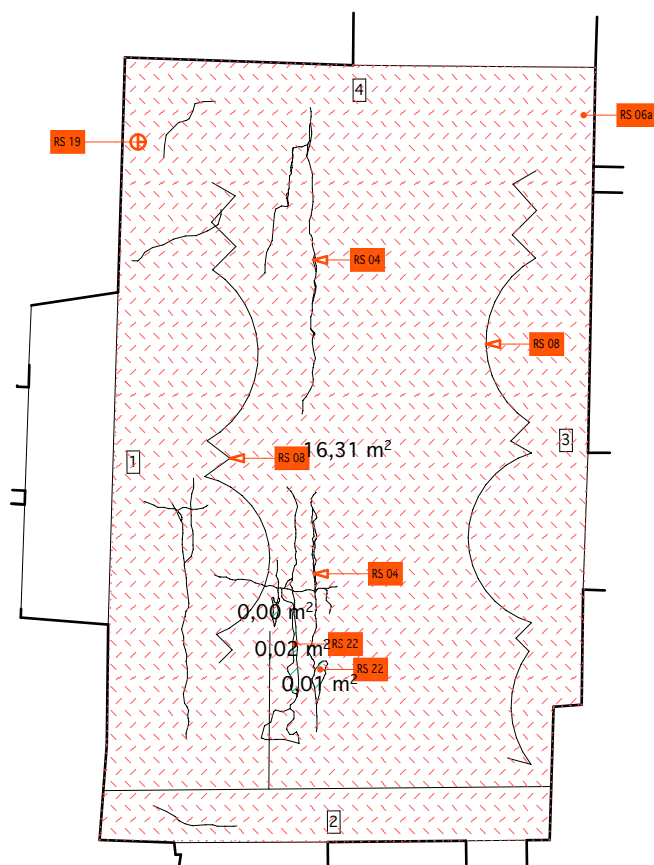 4
RS 06a
RS 19
RS 04
RS 08
3
16,31 m²
RS 08
1
RS 04
0,00 m²
RS 22
0,02 m²
RS 22
0,01 m²
2